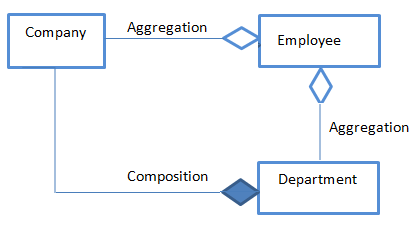 Company
Aggregation
Employee
Aggregation
Composition
Department